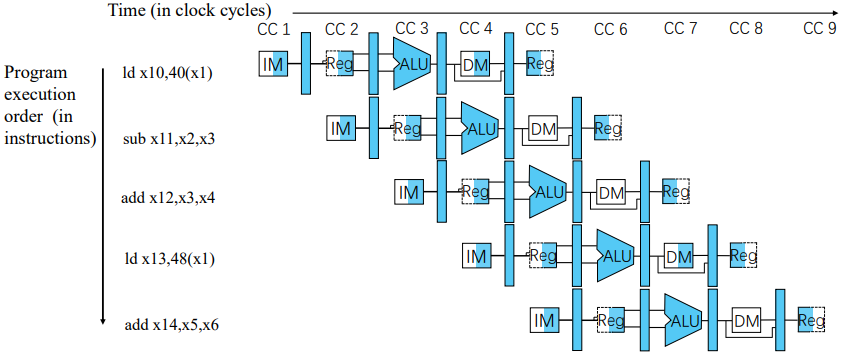 Time (in clock cycles)
CC 1 CC 2 CC 3 CC 4 CC 5 CC 6 CC 7 CC 8 CC 9
Program
execution
order (in
instructions)
ld x10,40(x1) IM Reg ALU DM Reg
sub x11,x2,x3 IM Reg ALU DM Reg
add x12,x3,x4 IM Reg ALU DM Reg
ld x13,48(x1) IM Reg ALU DM Reg
add x14,x5,x6 IM Reg ALU DM Reg